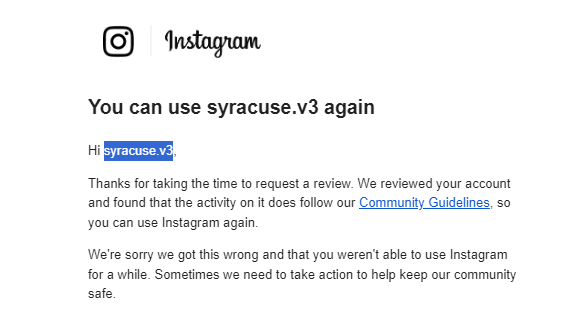 Instagram
You can use syracuse.v3 again
Hi syracuse.v3,
Thanks for taking the time to request a review. We reviewed your account
and found that the activity on it does follow our Community Guidelines, so
you can use Instagram again.
We're sorry we got this wrong and that you weren't able to use Instagram
for a while. Sometimes we need to take action to help keep our community
safe.